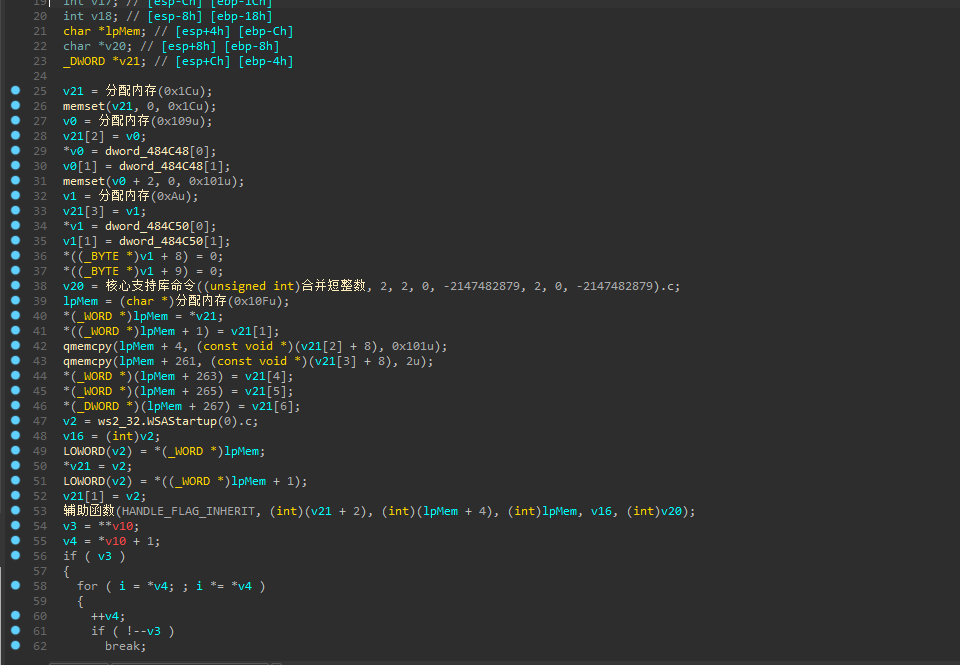 19 int v17; // [esp-Ch] [ebp-1Ch]
20 int v18; // [esp-8h] [ebp-18h]
21 char *lpMem; // [esp+4h] [ebp-Ch]
22 char *v20; // [esp+8h] [ebp-8h]
23 _DWORD *v21; // [esp+Ch] [ebp-4h]
24
25 v21 = 分配内存(0x1Cu);
26 memset(v21, 0, 0x1Cu);
27 v0 = 分配内存(0x109u);
28 v21[2] = v0;
29 *v0 = dword_484C48[0];
30 v0[1] = dword_484C48[1];
31 memset(v0 + 2, 0, 0x101u);
32 v1 = 分配内存(0xAu);
33 v21[3] = v1;
34 *v1 = dword_484C50[0];
35 v1[1] = dword_484C50[1];
36 *((_BYTE *)v1 + 8) = 0;
37 *((_BYTE *)v1 + 9) = 0;
38 v20 = 核心支持库命令((unsigned int)合并短整数, 2, 2, 0, -2147482879, 2, 0, -2147482879).c;
39 lpMem = (char *)分配内存(0x10Fu);
40 *(_WORD *)lpMem = *v21;
41 *((_WORD *)lpMem + 1) = v21[1];
42 qmemcpy(lpMem + 4, (const void *)(v21[2] + 8), 0x101u);
43 qmemcpy(lpMem + 261, (const void *)(v21[3] + 8), 2u);
44 *(_WORD *)(lpMem + 263) = v21[4];
45 *(_WORD *)(lpMem + 265) = v21[5];
46 *(_DWORD *)(lpMem + 267) = v21[6];
47 v2 = ws2_32.WSAStartup(0).c;
48 v16 = (int)v2;
49 LOWORD(v2) = *(_WORD *)lpMem;
50 *v21 = v2;
51 LOWORD(v2) = *((_WORD *)lpMem + 1);
52 v21[1] = v2;
53 辅助函数(HANDLE_FLAG_INHERIT, (int)(v21 + 2), (int)(lpMem + 4), (int)lpMem, v16, (int)v20);
54 v3 = **v10;
55 v4 = *v10 + 1;
56 if ( v3 )
57 {
58 for ( i = *v4; ; i *= *v4 )
59 {
60 ++v4;
61 if ( !--v3 )
62 break;